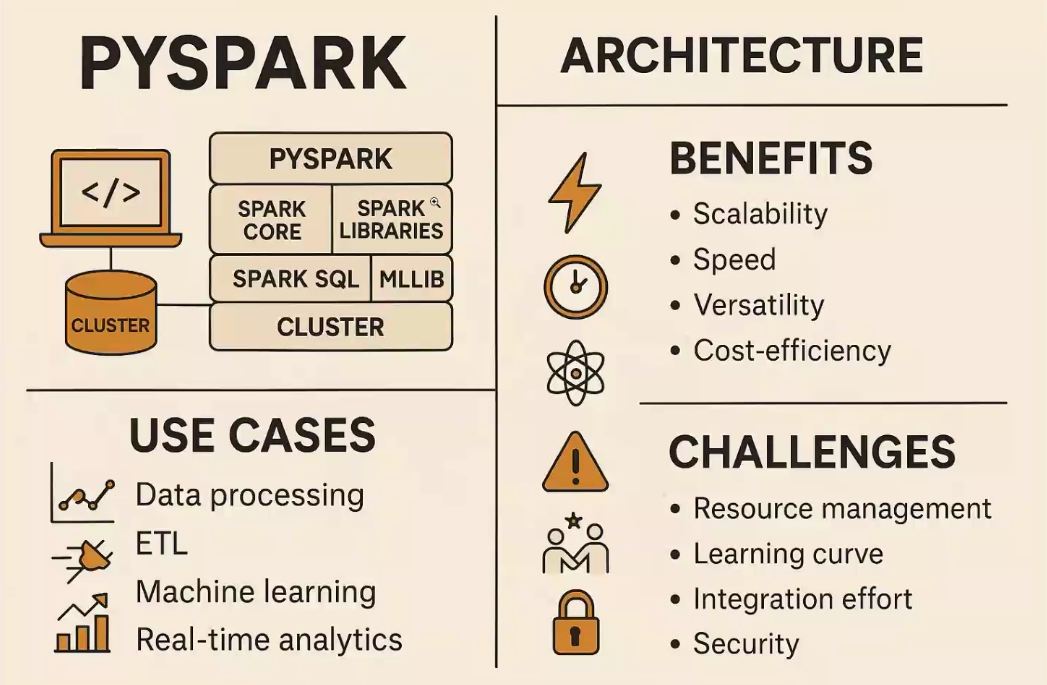 PYSPARK
</>
CLUSTER
PYSPARK
SPARK
CORE
SPARK
LIBRARIES
SPARK SQL
MLLIB
CLUSTER
USE CASES
Data processing
ETL
Machine learning
Real-time analytics
ARCHITECTURE
BENEFITS
• Scalability
• Speed
• Versatility
• Cost-efficiency
CHALLENGES
• Resource management
• Learning curve
• Integration effort
• Security